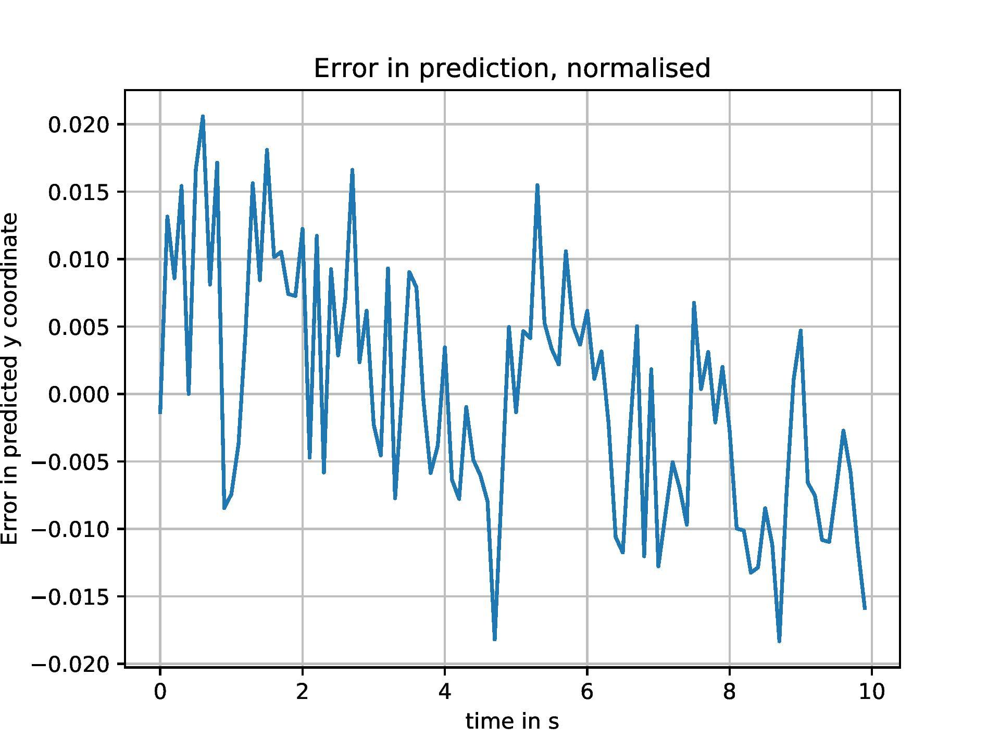 Error in prediction, normalised
Error in predicted y coordinate
0.020
0.015
0.010
0.005
0.000
−0.005
−0.010
−0.015
−0.020
0 2 4 6 8 10
time in s